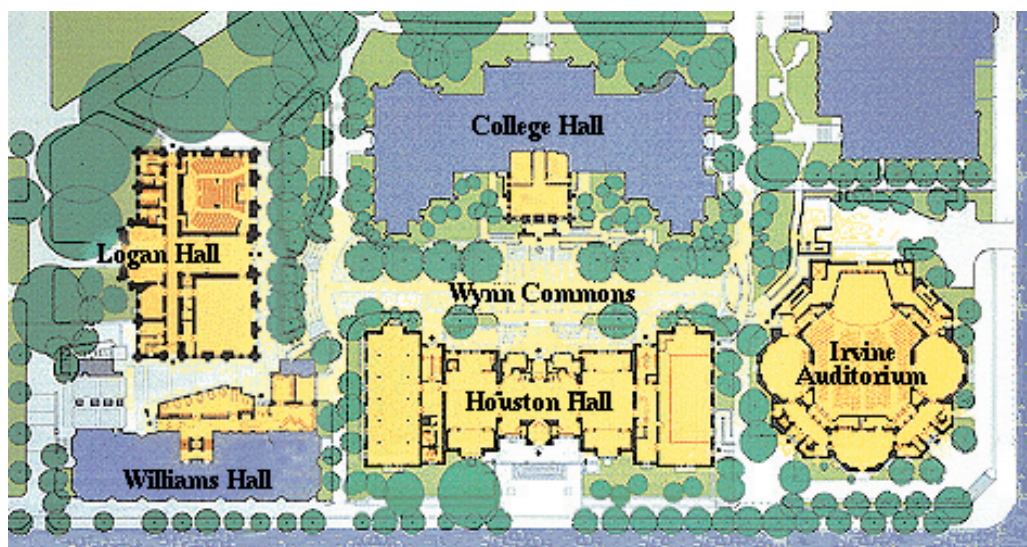 College Hall
Logan Hall
Wynn Commons
Irvine
Auditorium
Houston Hall
Williams Hall